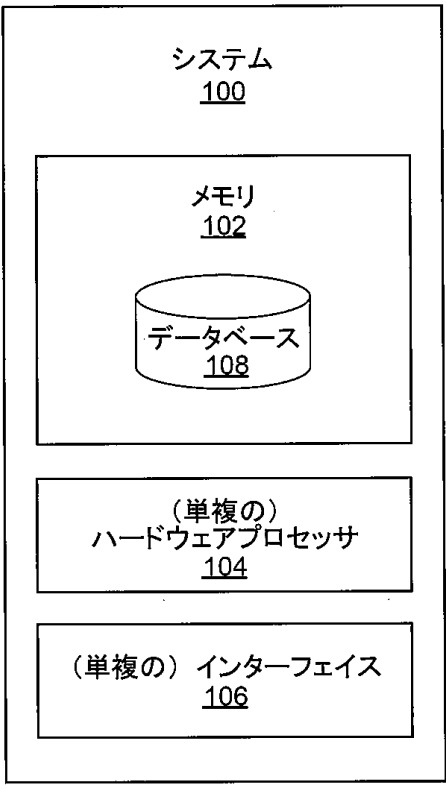 システム
100
メモリ
102
データベース
108
(単複の)
ハードウェアプロセッサ
104
(単複の) インターフェイス
106